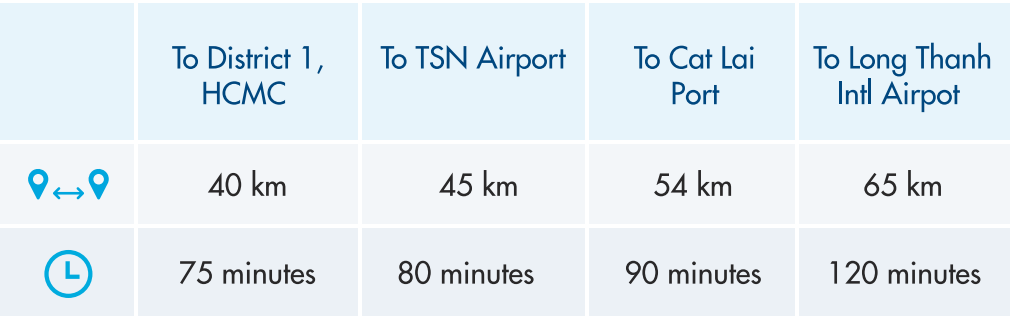 To District 1,
HCMC
To TSN Airport
To Cat Lai
Port
To Long Thanh
Intl Airpot
40 km
45 km
54 km
65 km
75 minutes
80 minutes
90 minutes
120 minutes